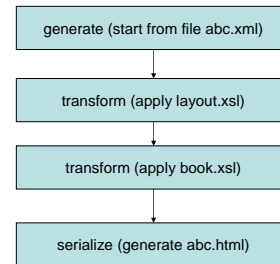 generate (start from file abc.xml)
transform (apply layout.xsl)
transform (apply book.xsl)
serialize (generate abc.html)